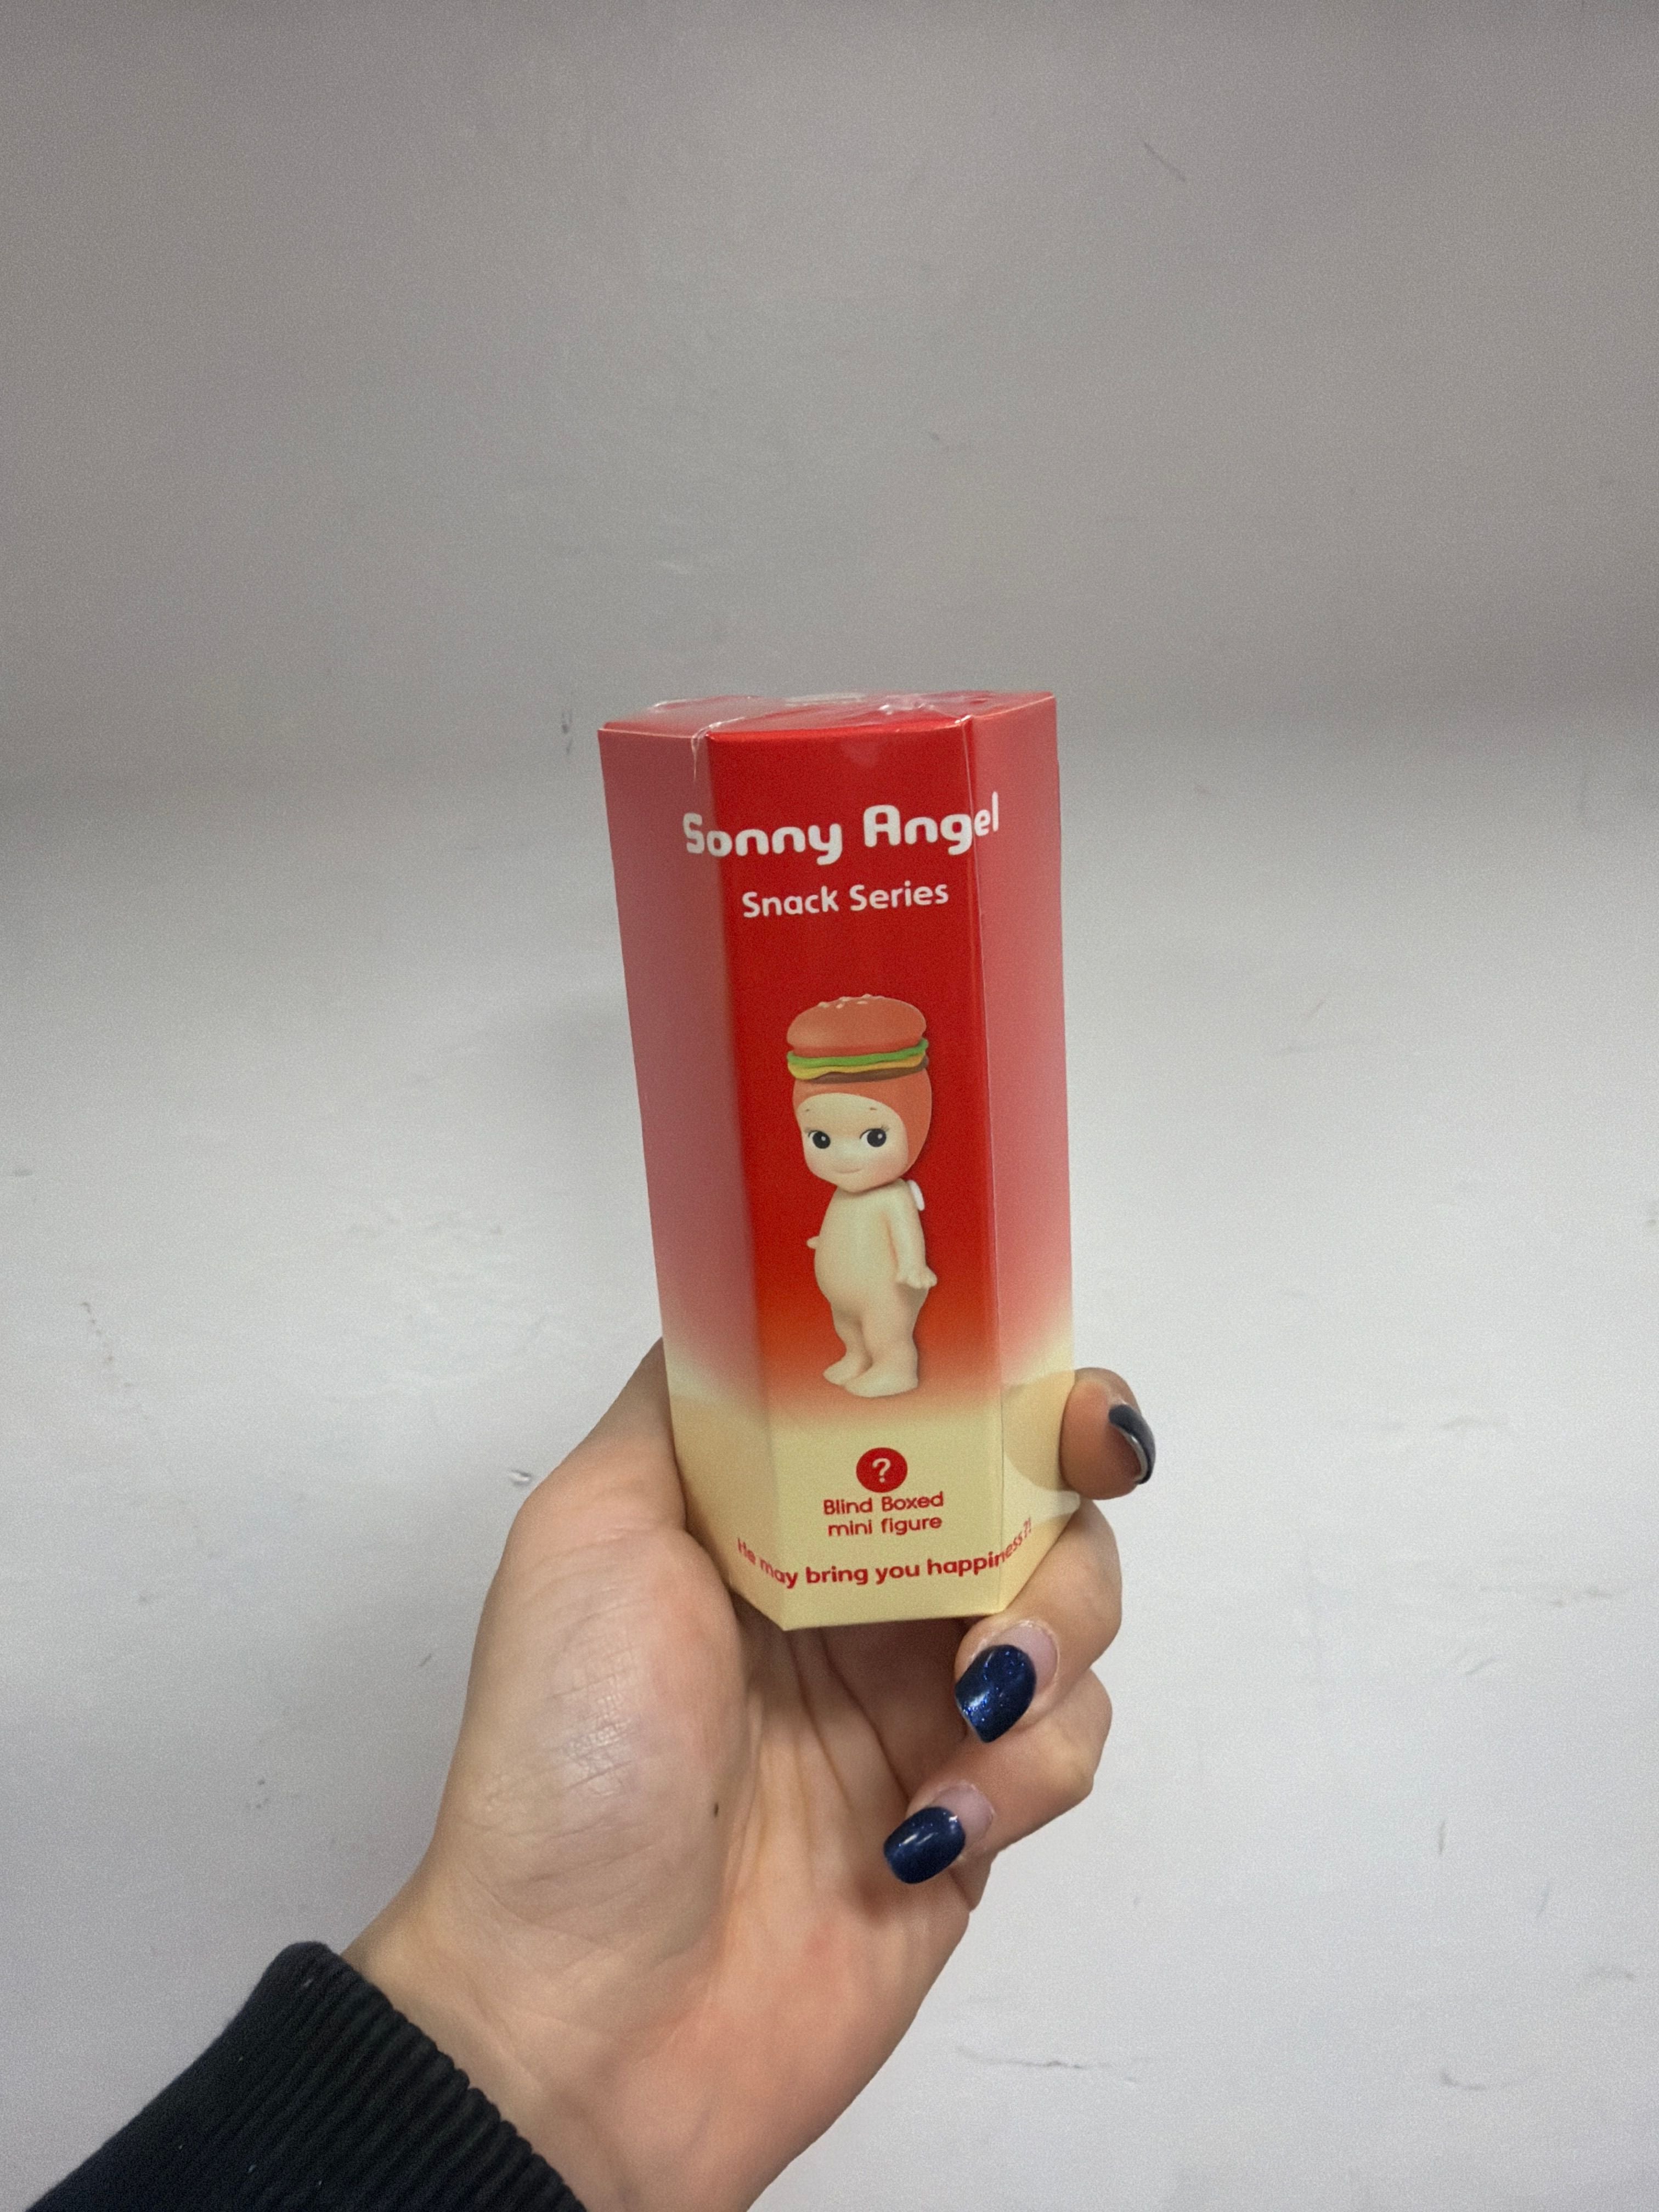 Sonny Angel
Snack Series
?
Blind Boxed
mini figure
He may bring you happiness?!